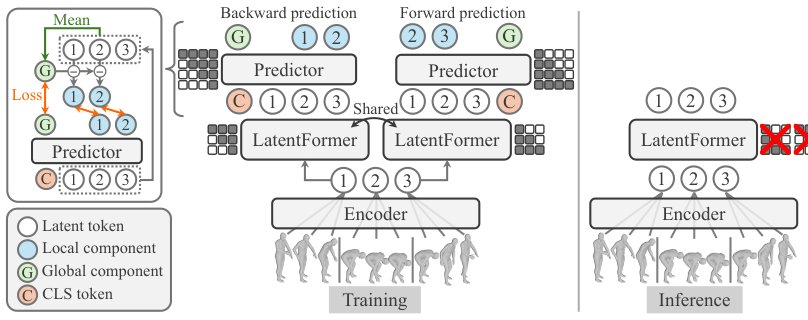 Mean
1 2 3
G − −
1 2
Loss
G 1 2
Predictor
C 1 2 3
Latent token
Local component
G Global component
C CLS token
Backward prediction Forward prediction
G 1 2 2 3 G
Predictor Predictor
C 1 2 3 1 2 3 C
Shared
LatentFormer LatentFormer
1 2 3
Encoder
Training
1 2 3
LatentFormer
1 2 3
Encoder
Inference